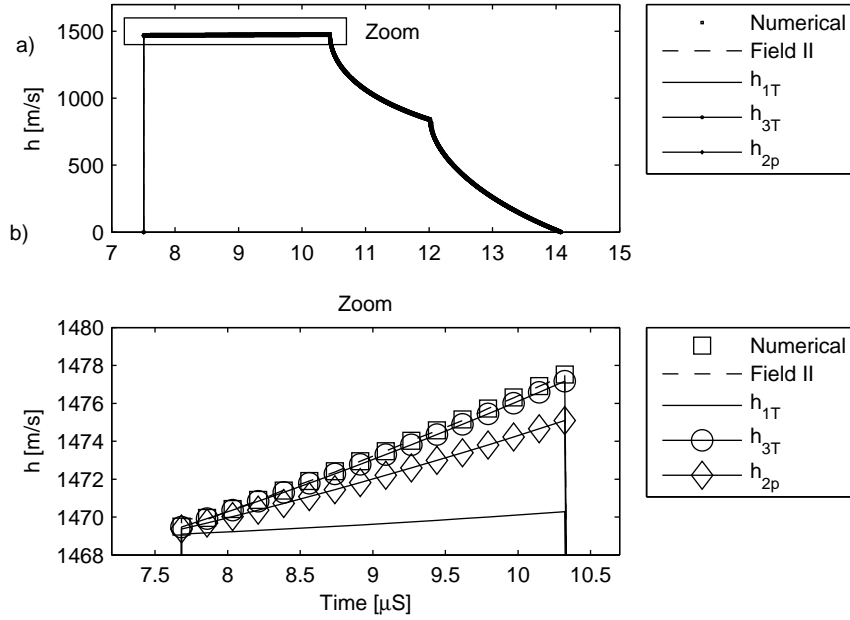 a)
1500
1000
500
0
h [m/s]
7 8 9 10 11 12 13 14 15
Zoom
Numerical
Field II
h1T
h3T
h2p
b)
Zoom
1480
1478
1476
1474
1472
1470
1468
h [m/s]
7.5 8 8.5 9 9.5 10 10.5
Time [μS]
Numerical
Field II
h1T
h3T
h2p